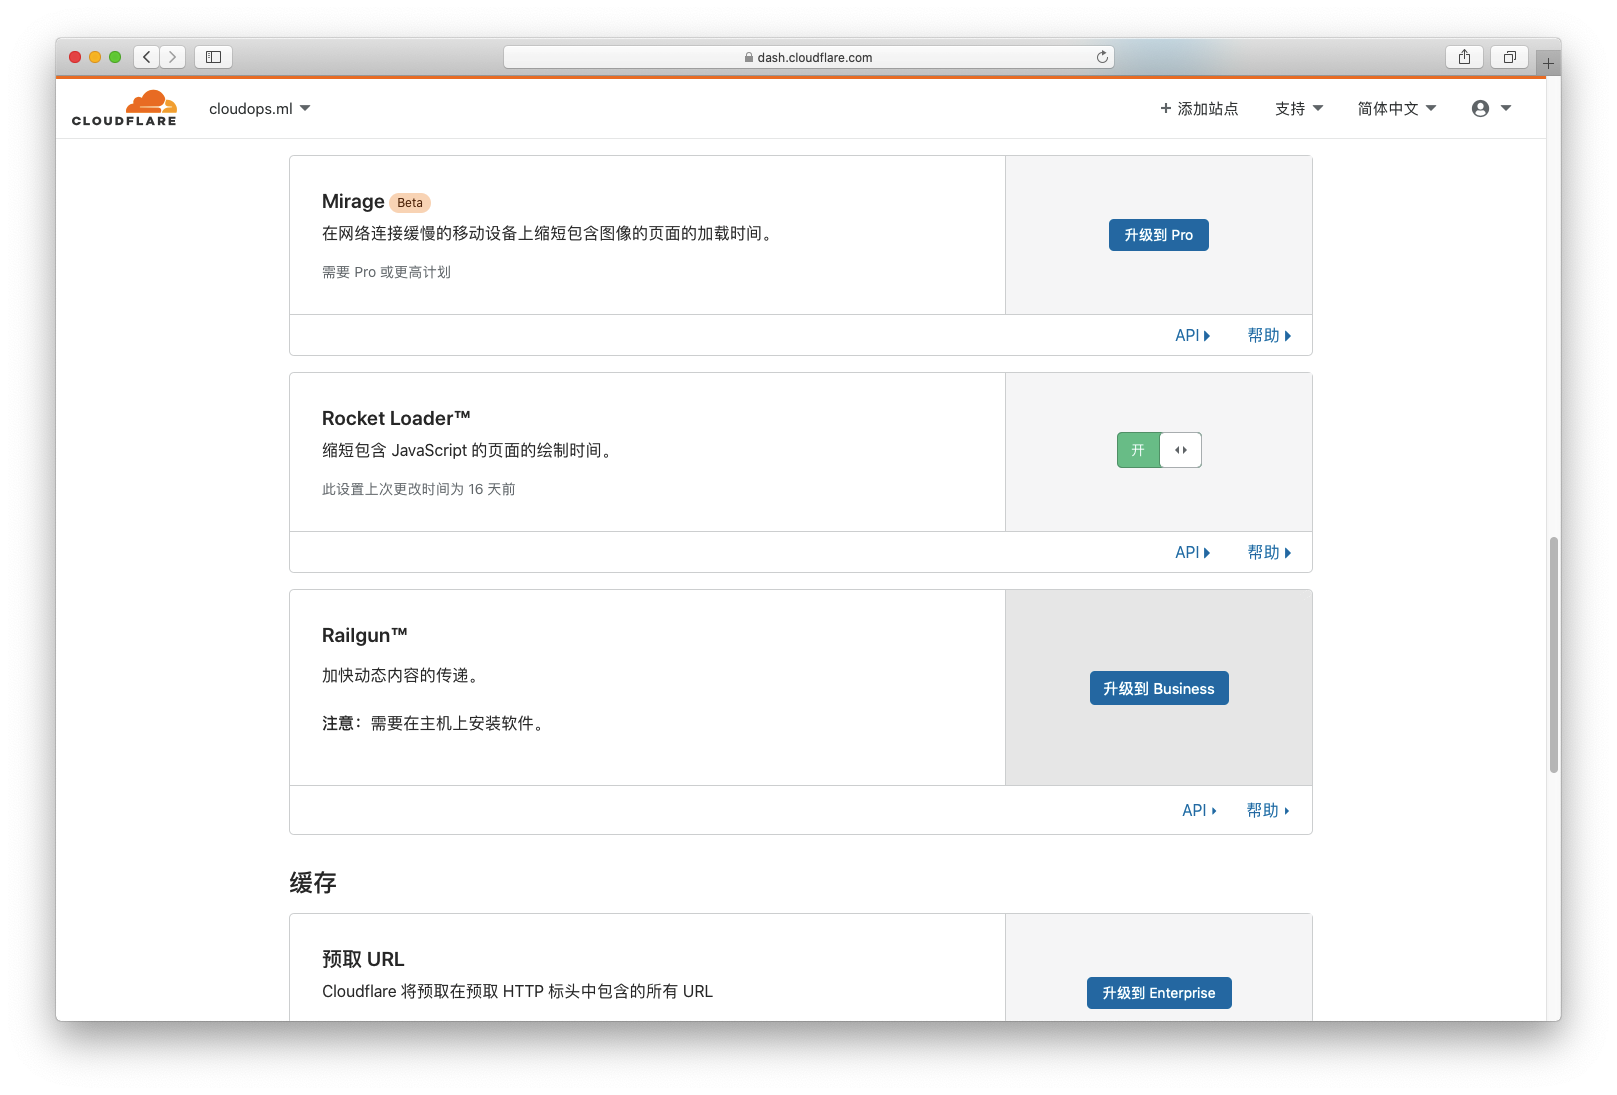 dash.cloudflare.com
CLOUDFLARE
cloudops.ml
+ 添加站点
支持
简体中文
Mirage Beta
在网络连接缓慢的移动设备上缩短包含图像的页面的加载时间。
需要 Pro 或更高计划
升级到 Pro
API
帮助
Rocket Loader™
缩短包含 JavaScript 的页面的绘制时间。
此设置上次更改时间为 16 天前
开
API
帮助
Railgun™
加快动态内容的传递。
注意：需要在主机上安装软件。
升级到 Business
API
帮助
缓存
预取 URL
Cloudflare 将预取在预取 HTTP 标头中包含的所有 URL
升级到 Enterprise